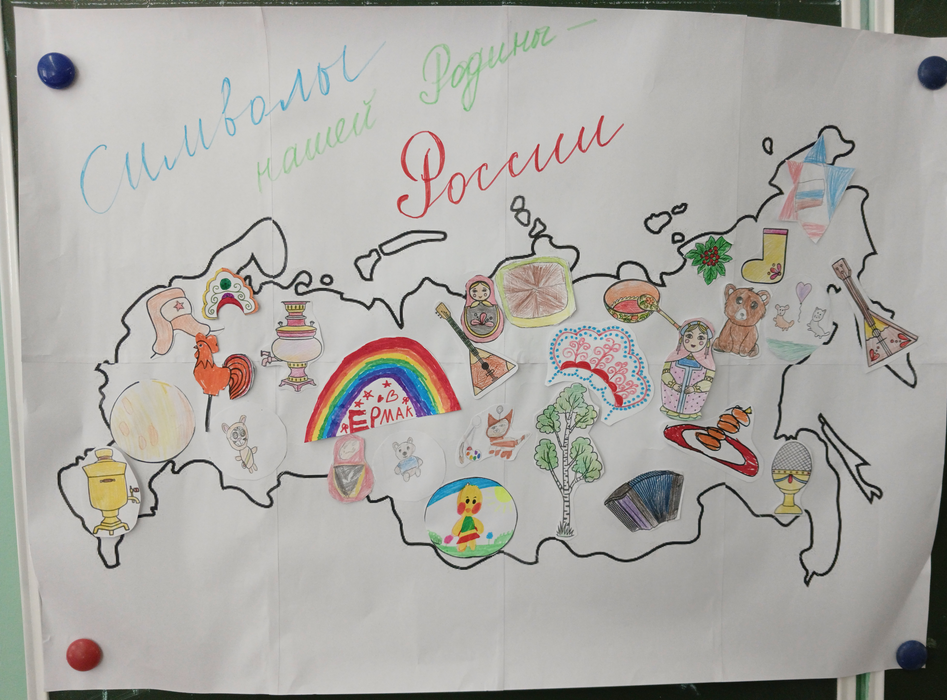 Символы
нашей Родины –
России
Я ♥ Я
ЕРМАК